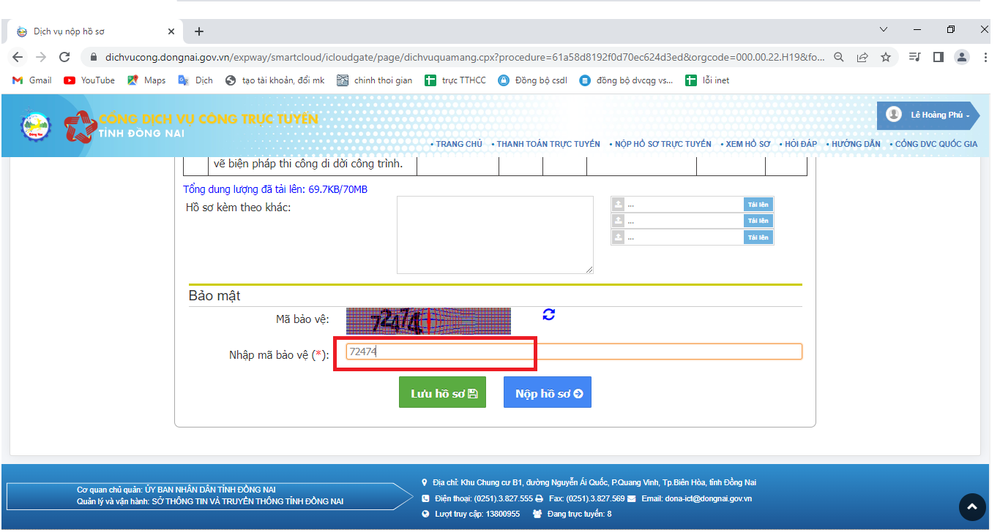 Dịch vụ nộp hồ sơ
dichvucong.dongnai.gov.vn/expway/smartcloud/icloudgate/page/dichvuquamang.cpx?procedure=61a58d8192f0d70ec624d3ed&orgcode=000.00.22.H19&fo...
Gmail YouTube Maps Dịch tạo tài khoản, đổi mk chinh thoi gian trực TTHCC Đồng bộ csdl đồng bộ dvcqg vs... lỗi inet
CỔNG DỊCH VỤ CÔNG TRỰC TUYẾN
TỈNH ĐỒNG NAI
Đồng Nai
Lê Hoàng Phú
• TRANG CHỦ • THANH TOÁN TRỰC TUYẾN • NỘP HỒ SƠ TRỰC TUYẾN • XEM HỒ SƠ • HỎI ĐÁP • HƯỚNG DẪN • CỔNG DVC QUỐC GIA
vẽ biện pháp thi công di dời công trình.
Tổng dung lượng đã tải lên: 69.7KB/70MB
Hồ sơ kèm theo khác:
... Tải lên
... Tải lên
... Tải lên
Bảo mật
Mã bảo vệ: 72474
Nhập mã bảo vệ (*): 72474
Lưu hồ sơ Nộp hồ sơ
Cơ quan chủ quản: ỦY BAN NHÂN DÂN TỈNH ĐỒNG NAI
Quản lý và vận hành: SỞ THÔNG TIN VÀ TRUYỀN THÔNG TỈNH ĐỒNG NAI
Địa chỉ: Khu Chung cư B1, đường Nguyễn Ái Quốc, P.Quang Vinh, Tp.Biên Hòa, tỉnh Đồng Nai
Điện thoại: (0251).3.827.555 Fax: (0251).3.827.569 Email: dona-ict@dongnai.gov.vn
Lượt truy cập: 13800955 Đang trực tuyến: 8